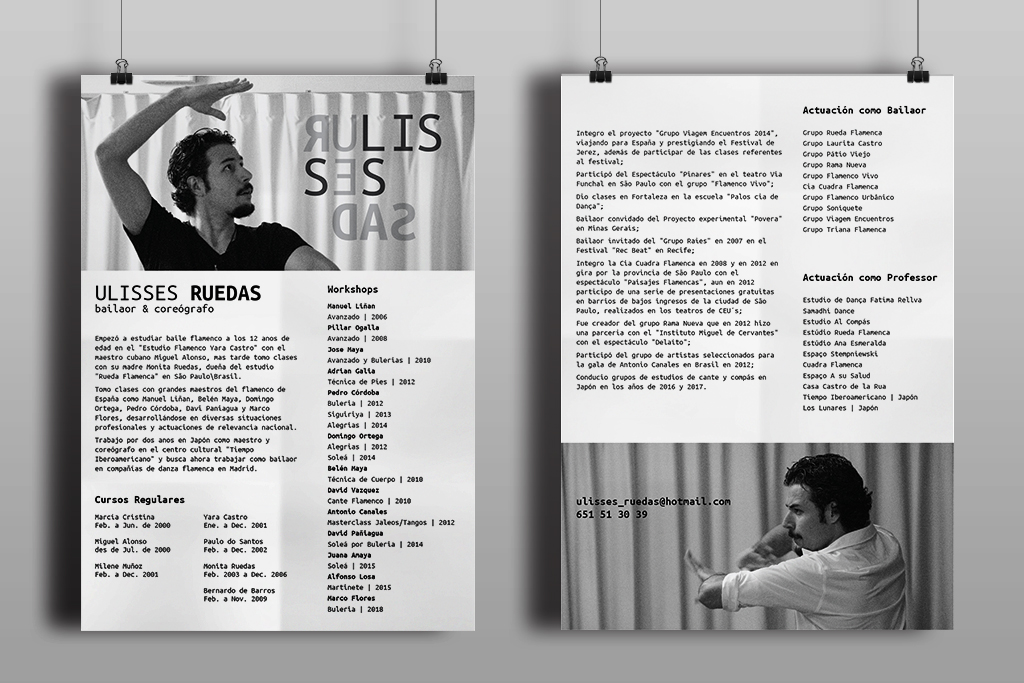 RUE
ULIS
SES
DAS
ULISSES RUEDAS
bailaor & coreógrafo
Empezó a estudiar baile flamenco a los 12 anos de
edad en el "Estudio Flamenco Yara Castro" con el
maestro cubano Miguel Alonso, mas tarde tomo clases
con su madre Monita Ruedas, dueña del estudio
"Rueda Flamenca" en São Paulo\Brasil.
Tomo clases con grandes maestros del flamenco de
España como Manuel Liñan, Belén Maya, Domingo
Ortega, Pedro Córdoba, Davi Paniagua y Marco
Flores, desarrollándose en diversas situaciones
profesionales y actuaciones de relevancia nacional.
Trabajo por dos anos en Japón como maestro y
coreógrafo en el centro cultural "Tiempo
Iberoamericano" y busca ahora trabajar como bailaor
en compañías de danza flamenca en Madrid.
Cursos Regulares
Marcia Cristina
Feb. a Jun. de 2000
Miguel Alonso
des de Jul. de 2000
Milene Muñoz
Feb. a Dec. 2001
Yara Castro
Ene. a Dec. 2001
Paulo do Santos
Feb. a Dec. 2002
Monita Ruedas
Feb. 2003 a Dec. 2006
Bernardo de Barros
Feb. a Nov. 2009
Workshops
Manuel Liñan
Avanzado | 2006
Pillar Ogalla
Avanzado | 2008
Jose Maya
Avanzado y Bulerias | 2010
Adrian Galia
Técnica de Pies | 2012
Pedro Córdoba
Buleria | 2012
Siguiriya | 2013
Alegrias | 2014
Domingo Ortega
Alegrias | 2012
Soleá | 2014
Belén Maya
Técnica de Cuerpo | 2010
David Vazquez
Cante Flamenco | 2010
Antonio Canales
Masterclass Jaleos/Tangos | 2012
David Pañiagua
Soleá por Buleria | 2014
Juana Amaya
Soleá | 2015
Alfonso Losa
Martinete | 2015
Marco Flores
Buleria | 2018
Integro el proyecto "Grupo Viagem Encuentros 2014",
viajando para España y prestigiando el Festival de
Jerez, además de participar de las clases referentes
al festival;
Participó del Espectáculo "Pinares" en el teatro Via
Funchal en São Paulo con el grupo "Flamenco Vivo";
Dio clases en Fortaleza en la escuela "Palos cia de
Dança";
Bailaor convidado del Proyecto experimental "Povera"
en Minas Gerais;
Bailaor invitado del "Grupo Raies" en 2007 en el
Festival "Rec Beat" en Recife;
Integro la Cia Cuadra Flamenca en 2008 y en 2012 en
gira por la provincia de São Paulo con el
espectáculo "Paisajes Flamencas", aun en 2012
participo de una serie de presentaciones gratuitas
en barrios de bajos ingresos de la ciudad de São
Paulo, realizados en los teatros de CEU´s;
Fue creador del grupo Rama Nueva que en 2012 hizo
una parceria con el "Instituto Miguel de Cervantes"
con el espectáculo "Delaito";
Participó del grupo de artistas seleccionados para
la gala de Antonio Canales en Brasil en 2012;
Conducio grupos de estudios de cante y compás en
Japón en los años de 2016 y 2017.
Actuación como Bailaor
Grupo Rueda Flamenca
Grupo Laurita Castro
Grupo Pátio Viejo
Grupo Rama Nueva
Grupo Flamenco Vivo
Cia Cuadra Flamenca
Grupo Flamenco Urbânico
Grupo Soniquete
Grupo Viagem Encuentros
Grupo Triana Flamenca
Actuación como Professor
Estudio de Dança Fatima Rellva
Samadhi Dance
Estudio Al Compás
Estúdio Rueda Flamenca
Estúdio Ana Esmeralda
Espaço Stempniewski
Cuadra Flamenca
Espaço A su Salud
Casa Castro de la Rua
Tiempo Iberoamericano | Japón
Los Lunares | Japón
ulisses_ruedas@hotmail.com
651 51 30 39